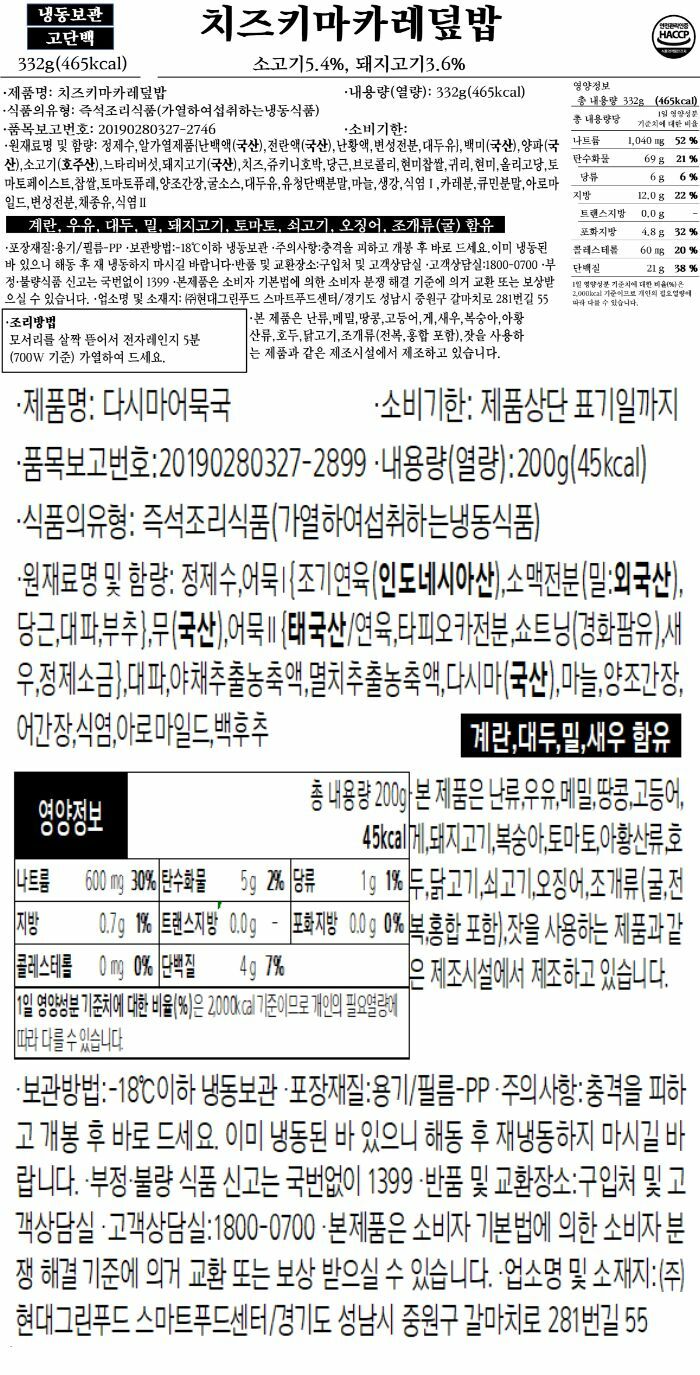 냉동보관
고단백
332g(465kcal)
치즈키마카레덮밥
소고기5.4%, 돼지고기3.6%
안전관리인증
HACCP
식품의약품안전처
·제품명: 치즈키마카레덮밥 ·내용량(열량): 332g(465kcal)
·식품의유형: 즉석조리식품(가열하여섭취하는냉동식품)
·품목보고번호: 20190280327-2746 ·소비기한:
·원재료명 및 함량: 정제수,알가열제품{난백액(국산),전란액(국산),난황액,변성전분,대두유},백미(국산),양파(국
산),소고기(호주산),느타리버섯,돼지고기(국산),치즈,쥬키니호박,당근,브로콜리,현미찹쌀,귀리,현미,올리고당,토
마토페이스트,찹쌀,토마토퓨레,양조간장,굴소스,대두유,유청단백분말,마늘,생강,식염Ⅰ,카레분,큐민분말,아로마
일드,변성전분,채종유,식염Ⅱ
계란, 우유, 대두, 밀, 돼지고기, 토마토, 쇠고기, 오징어, 조개류(굴) 함유
·포장재질:용기/필름-PP ·보관방법:-18℃이하 냉동보관 ·주의사항:충격을 피하고 개봉 후 바로 드세요.이미 냉동된
바 있으니 해동 후 재 냉동하지 마시길 바랍니다·반품 및 교환장소:구입처 및 고객상담실 ·고객상담실:1800-0700 ·부
정·불량식품 신고는 국번없이 1399 ·본제품은 소비자 기본법에 의한 소비자 분쟁 해결 기준에 의거 교환 또는 보상받
으실 수 있습니다. ·업소명 및 소재지: ㈜현대그린푸드 스마트푸드센터/경기도 성남시 중원구 갈마치로 281번길 55
·조리방법
모서리를 살짝 뜯어서 전자레인지 5분
(700W 기준) 가열하여 드세요.
·본 제품은 난류,메밀,땅콩,고등어,게,새우,복숭아,아황
산류,호두,닭고기,조개류(전복,홍합 포함),잣을 사용하
는 제품과 같은 제조시설에서 제조하고 있습니다.
영양정보
총 내용량 332g (465kcal)
총 내용량당 1일 영양성분 기준치에 대한 비율
나트륨 1,040 mg 52 %
탄수화물 69 g 21 %
당류 6 g 6 %
지방 12.0 g 22 %
트랜스지방 0.0 g -
포화지방 4.8 g 32 %
콜레스테롤 60 mg 20 %
단백질 21 g 38 %
1일 영양성분 기준치에 대한 비율(%)은
2,000kcal 기준이므로 개인의 필요열량에
따라 다를 수 있습니다.
·제품명: 다시마어묵국 ·소비기한: 제품상단 표기일까지
·품목보고번호:20190280327-2899 ·내용량(열량):200g(45kcal)
·식품의유형: 즉석조리식품(가열하여섭취하는냉동식품)
·원재료명 및 함량: 정제수,어묵Ⅰ{조기연육(인도네시아산),소맥전분(밀:외국산),
당근,대파,부추},무(국산),어묵Ⅱ{태국산/연육,타피오카전분,쇼트닝(경화팜유),새
우,정제소금},대파,야채추출농축액,멸치추출농축액,다시마(국산),마늘,양조간장,
어간장,식염,아로마일드,백후추
계란,대두,밀,새우 함유
영양정보
총 내용량 200g
45kcal
나트륨 600 mg 30% 탄수화물 5g 2% 당류 1g 1%
지방 0.7g 1% 트랜스지방 0.0g - 포화지방 0.0g 0%
콜레스테롤 0 mg 0% 단백질 4g 7%
1일 영양성분 기준치에 대한 비율(%)은 2,000kcal 기준이므로 개인의 필요열량에
따라 다를 수 있습니다.
·본 제품은 난류,우유,메밀,땅콩,고등어,
게,돼지고기,복숭아,토마토,아황산류,호
두,닭고기,쇠고기,오징어,조개류(굴,전
복,홍합 포함),잣을 사용하는 제품과 같
은 제조시설에서 제조하고 있습니다.
·보관방법:-18℃이하 냉동보관 ·포장재질:용기/필름-PP ·주의사항:충격을 피하
고 개봉 후 바로 드세요. 이미 냉동된 바 있으니 해동 후 재냉동하지 마시길 바
랍니다. ·부정·불량 식품 신고는 국번없이 1399 ·반품 및 교환장소:구입처 및 고
객상담실 ·고객상담실:1800-0700 ·본제품은 소비자 기본법에 의한 소비자 분
쟁 해결 기준에 의거 교환 또는 보상 받으실 수 있습니다. ·업소명 및 소재지:(주)
현대그린푸드 스마트푸드센터/경기도 성남시 중원구 갈마치로 281번길 55